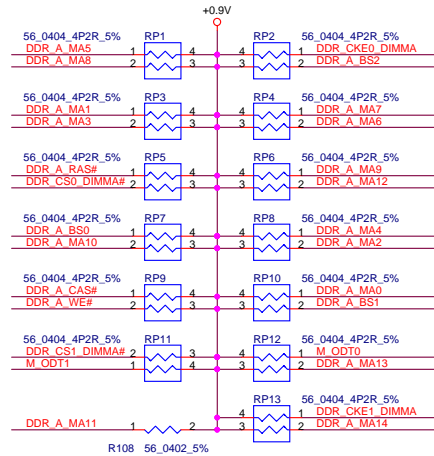 +0.9V
56_0404_4P2R_5% RP1 RP2 56_0404_4P2R_5%
DDR_A_MA5 1 4 4 1 DDR_CKE0_DIMMA
DDR_A_MA8 2 3 3 2 DDR_A_BS2
56_0404_4P2R_5% RP3 RP4 56_0404_4P2R_5%
DDR_A_MA1 1 4 4 1 DDR_A_MA7
DDR_A_MA3 2 3 3 2 DDR_A_MA6
56_0404_4P2R_5% RP5 RP6 56_0404_4P2R_5%
DDR_A_RAS# 1 4 4 1 DDR_A_MA9
DDR_CS0_DIMMA# 2 3 3 2 DDR_A_MA12
56_0404_4P2R_5% RP7 RP8 56_0404_4P2R_5%
DDR_A_BS0 1 4 4 1 DDR_A_MA4
DDR_A_MA10 2 3 3 2 DDR_A_MA2
56_0404_4P2R_5% RP9 RP10 56_0404_4P2R_5%
DDR_A_CAS# 1 4 4 1 DDR_A_MA0
DDR_A_WE# 2 3 3 2 DDR_A_BS1
56_0404_4P2R_5% RP11 RP12 56_0404_4P2R_5%
DDR_CS1_DIMMA# 2 3 4 1 M_ODT0
M_ODT1 1 4 3 2 DDR_A_MA13
RP13 56_0404_4P2R_5%
4 1 DDR_CKE1_DIMMA
DDR_A_MA11 1 2 3 2 DDR_A_MA14
R108 56_0402_5%